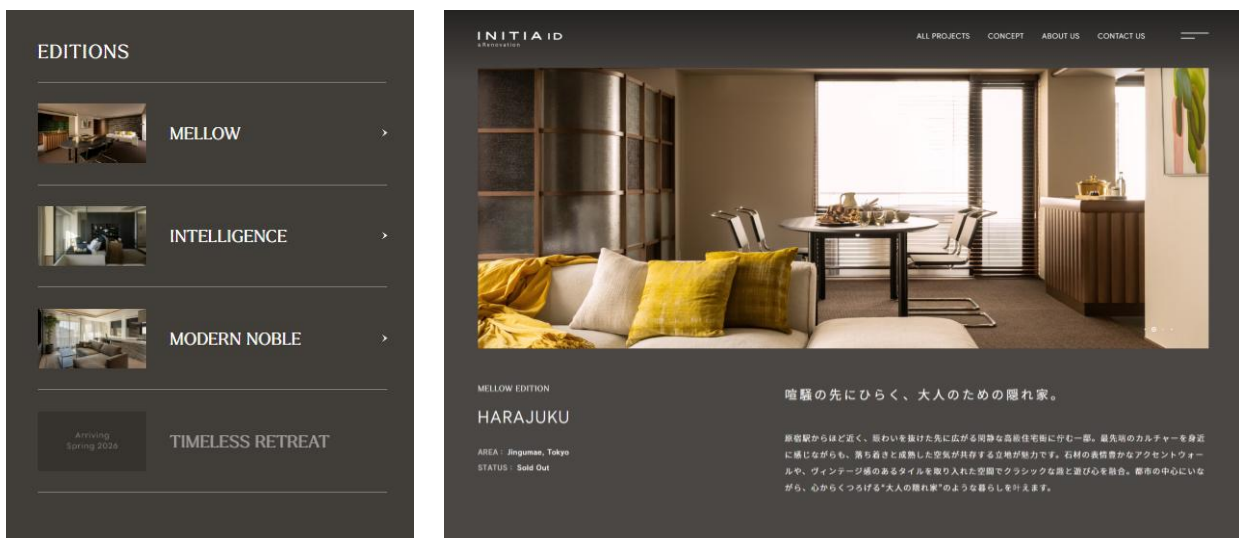 EDITIONS
MELLOW
INTELLIGENCE
MODERN NOBLE
Arriving
Spring 2026
TIMELESS RETREAT
INITIA ID
a.Renovation
ALL PROJECTS CONCEPT ABOUT US CONTACT US
MELLOW EDITION
HARAJUKU
AREA : Jingumae, Tokyo
STATUS : Sold Out
喧騒の先にひらく、大人のための隠れ家。
原宿駅からほど近く、賑わいを抜けた先に広がる閑静な高級住宅街に佇む一邸。最先端のカルチャーを身近
に感じながらも、落ち着きと成熟した空気が共存する立地が魅力です。石材の表情豊かなアクセントウォー
ルや、ヴィンテージ感のあるタイルを取り入れた空間でクラシックな趣と遊び心を融合。都市の中心にいな
がら、心からくつろげる“大人の隠れ家”のような暮らしを叶えます。